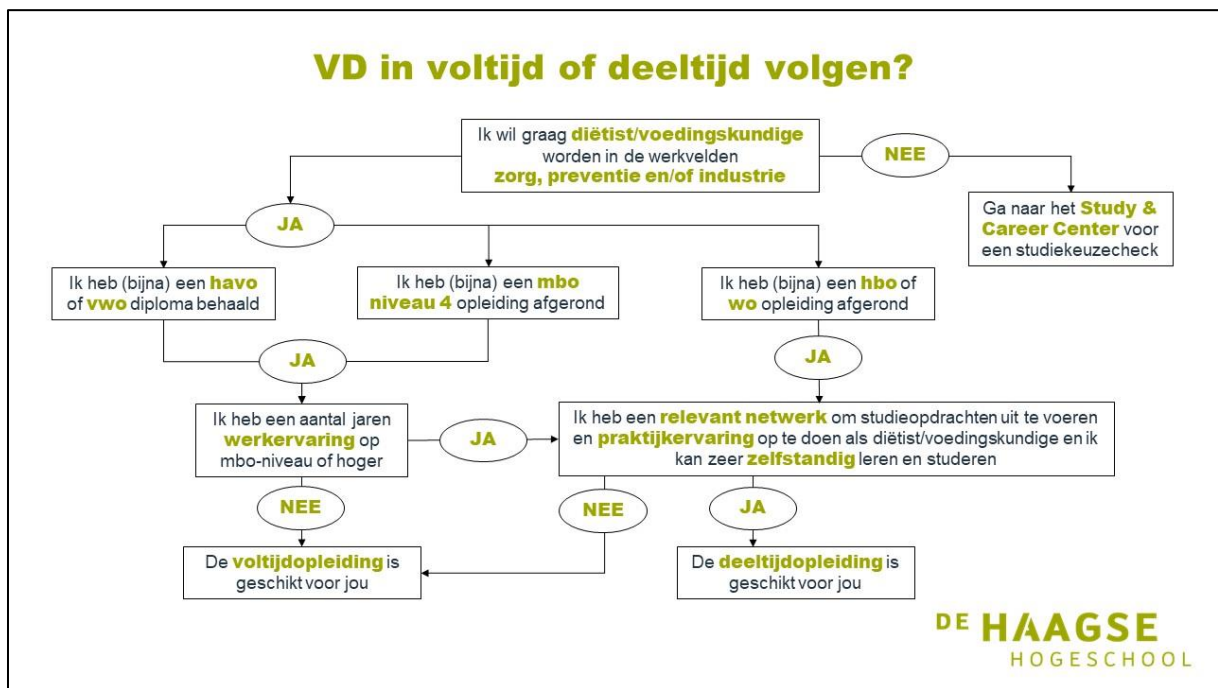 VD in voltijd of deeltijd volgen?
Ik wil graag diëtist/voedingskundige
worden in de werkvelden
zorg, preventie en/of industrie
NEE
JA
Ga naar het Study &
Career Center voor
een studiekeuzecheck
Ik heb (bijna) een havo
of vwo diploma behaald
Ik heb (bijna) een mbo
niveau 4 opleiding afgerond
Ik heb (bijna) een hbo of
wo opleiding afgerond
JA
JA
Ik heb een aantal jaren
werkervaring op
mbo-niveau of hoger
JA
Ik heb een relevant netwerk om studieopdrachten uit te voeren
en praktijkervaring op te doen als diëtist/voedingskundige en ik
kan zeer zelfstandig leren en studeren
NEE
NEE
JA
De voltijdopleiding is
geschikt voor jou
De deeltijdopleiding is
geschikt voor jou
DE HAAGSE
HOGESCHOOL